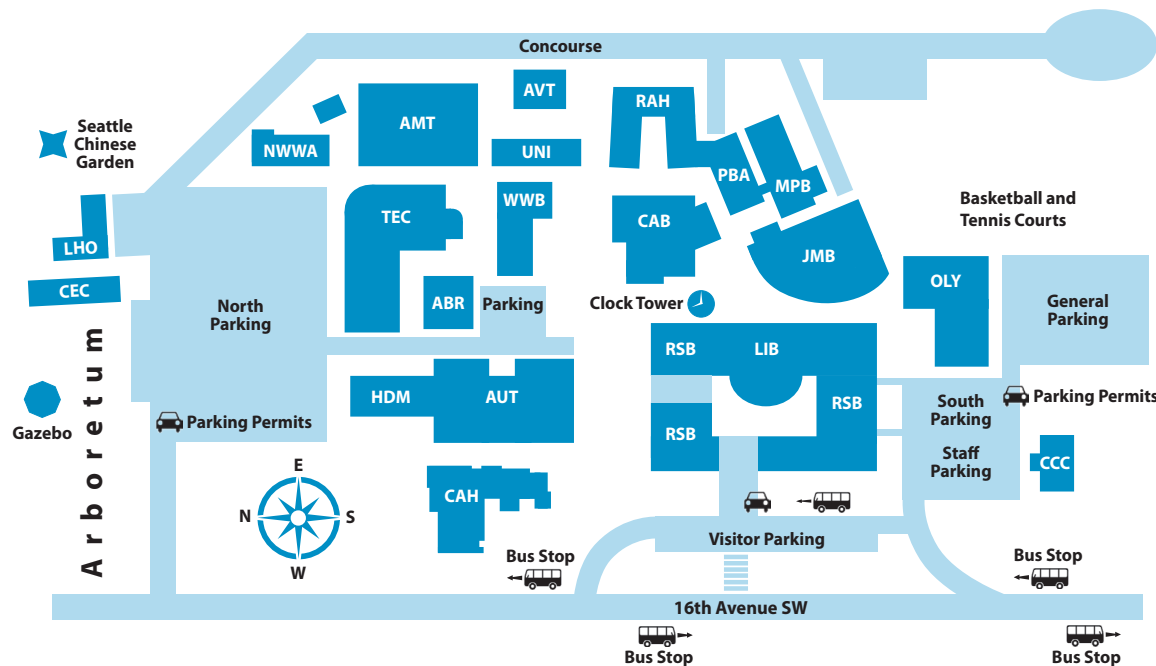 Concourse
AVT
RAH
AMT
Seattle
Chinese
Garden
NWWA
UNI
PBA
MPB
WWB
TEC
CAB
Basketball and
Tennis Courts
LHO
JMB
CEC
OLY
North
Parking
ABR
Parking
Clock Tower
General
Parking
RSB
LIB
Arboretum
HDM
AUT
RSB
South
Parking
Parking Permits
Gazebo
Parking Permits
RSB
Staff
Parking
CCC
E
N
S
W
CAH
Visitor Parking
Bus Stop
Bus Stop
16th Avenue SW
Bus Stop
Bus Stop